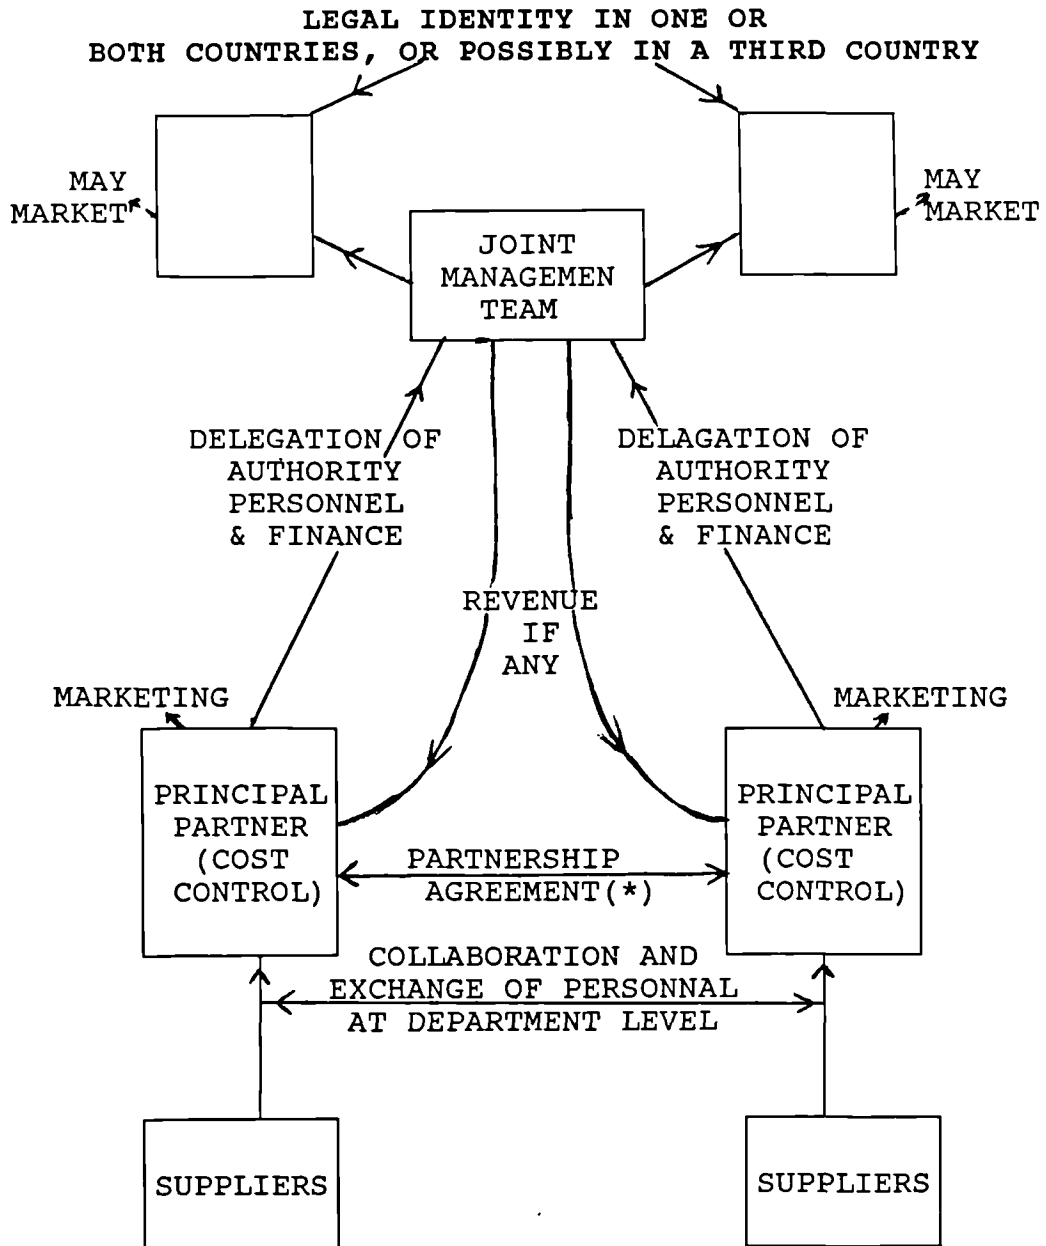 LEGAL IDENTITY IN ONE OR
BOTH COUNTRIES, OR POSSIBLY IN A THIRD COUNTRY
MAY
MARKET
MAY
MARKET
JOINT
MANAGEMEN
TEAM
DELEGATION OF
AUTHORITY
PERSONNEL
& FINANCE
DELAGATION OF
AUTHORITY
PERSONNEL
& FINANCE
REVENUE
IF
ANY
MARKETING
MARKETING
PRINCIPAL
PARTNER
(COST
CONTROL)
PRINCIPAL
PARTNER
(COST
CONTROL)
PARTNERSHIP
AGREEMENT(*)
COLLABORATION AND
EXCHANGE OF PERSONNAL
AT DEPARTMENT LEVEL
SUPPLIERS
SUPPLIERS